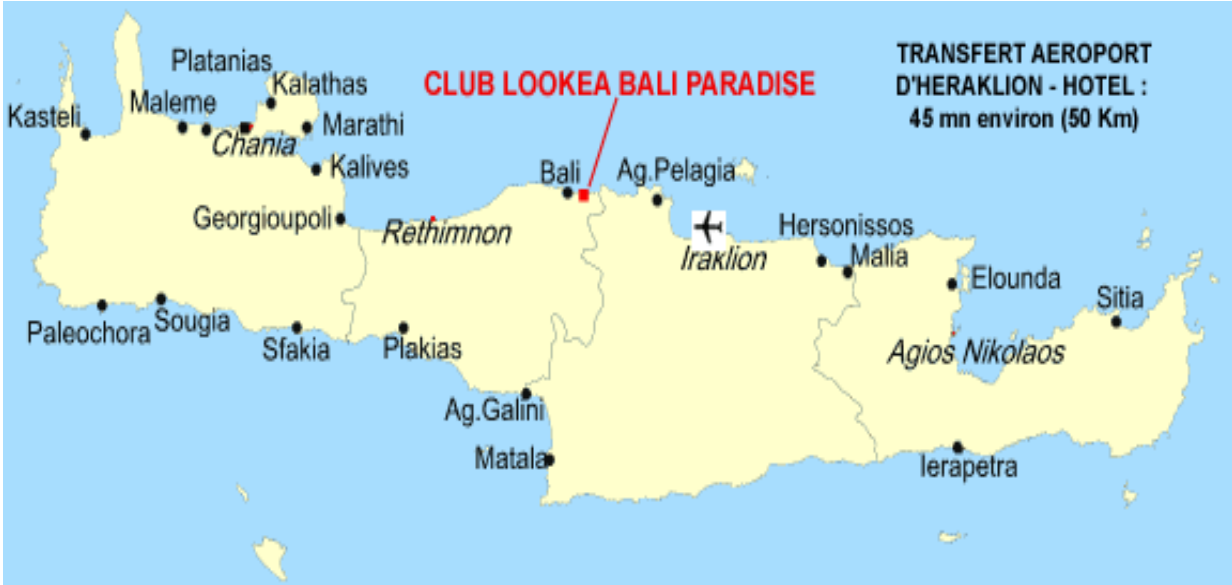 Platanias
Kalathas
Kasteli
Maleme
Chania
Marathi
Kalives
Georgioupoli
CLUB LOOKEA BALI PARADISE
TRANSFERT AEROPORT
D'HERAKLION - HOTEL :
45 mn environ (50 Km)
Bali
Ag.Pelagia
Rethimnon
Iraklion
Hersonissos
Malia
Elounda
Sitia
Agios Nikolaos
Paleochora
Sougia
Sfakia
Plakias
Ag.Galini
Matala
Ierapetra